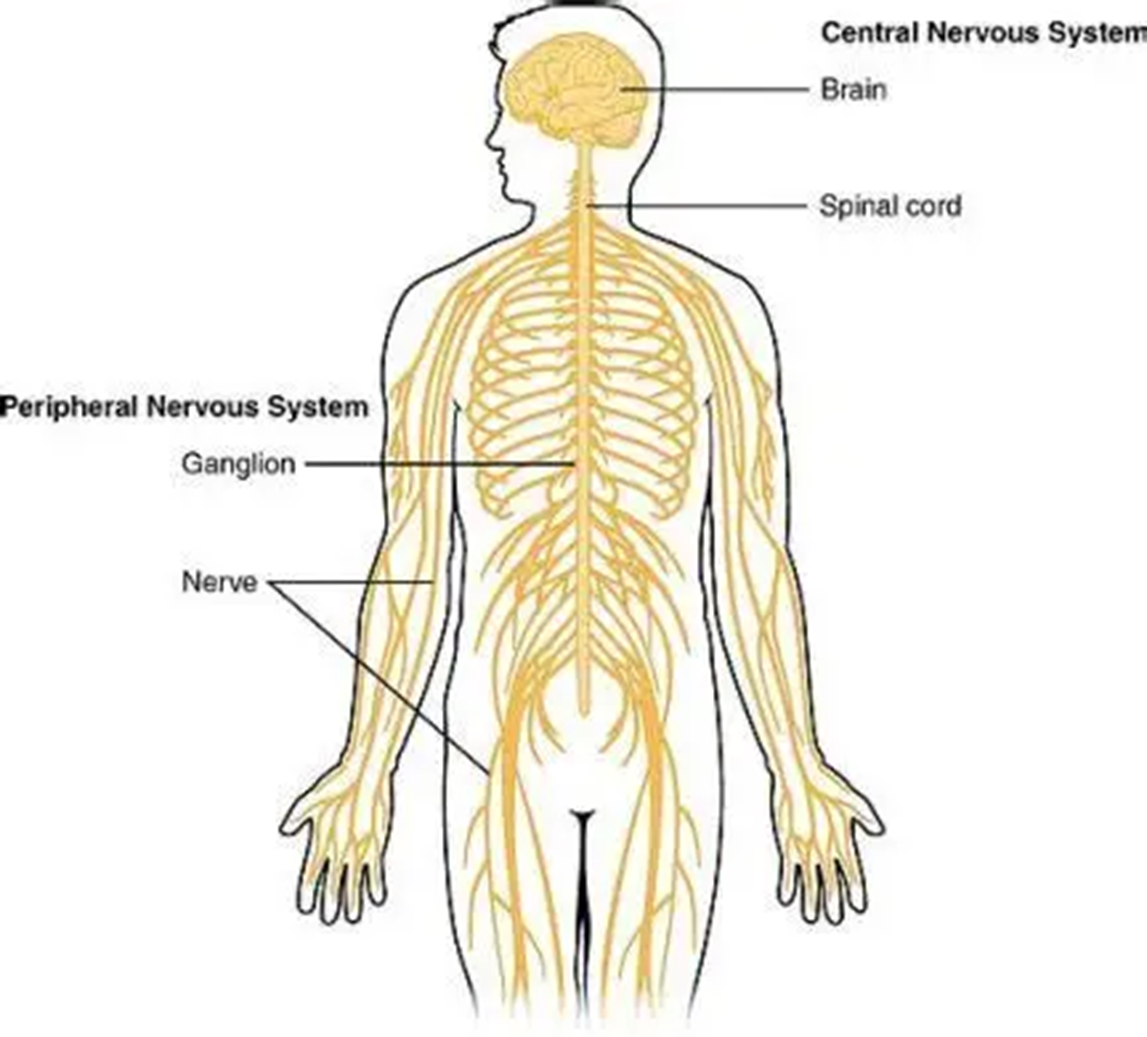 Central Nervous System
Brain
Spinal cord
Peripheral Nervous System
Ganglion
Nerve